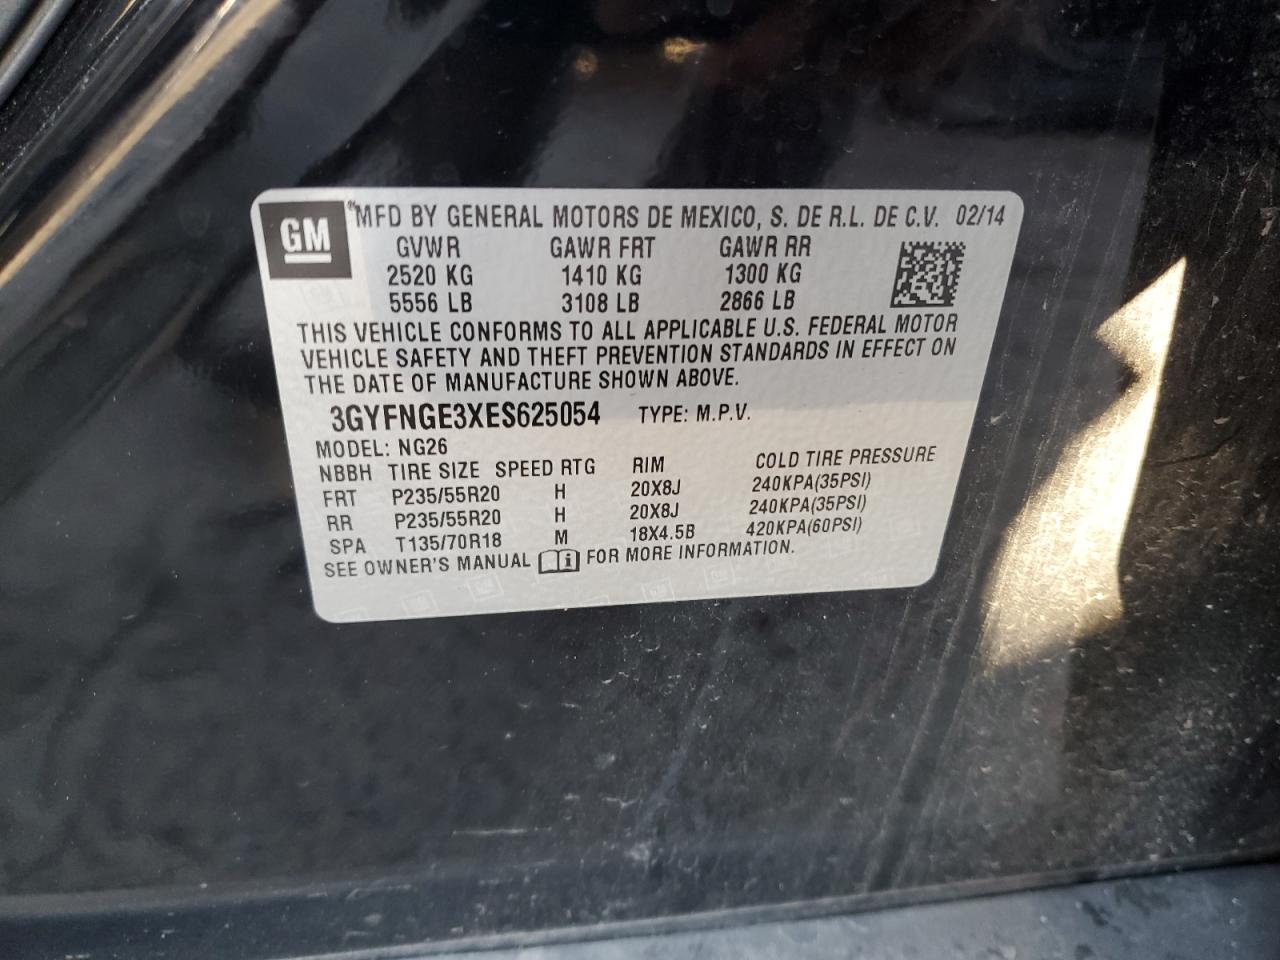 GM ® MFD BY GENERAL MOTORS DE MEXICO, S. DE R.L. DE C.V. 02/14
GVWR GAWR FRT GAWR RR
2520 KG 1410 KG 1300 KG
5556 LB 3108 LB 2866 LB
THIS VEHICLE CONFORMS TO ALL APPLICABLE U.S. FEDERAL MOTOR
VEHICLE SAFETY AND THEFT PREVENTION STANDARDS IN EFFECT ON
THE DATE OF MANUFACTURE SHOWN ABOVE.
3GYFNGE3XES625054 TYPE: M.P.V.
MODEL: NG26
NBBH TIRE SIZE SPEED RTG RIM COLD TIRE PRESSURE
FRT P235/55R20 H 20X8J 240KPA(35PSI)
RR P235/55R20 H 20X8J 240KPA(35PSI)
SPA T135/70R18 M 18X4.5B 420KPA(60PSI)
SEE OWNER'S MANUAL i FOR MORE INFORMATION.